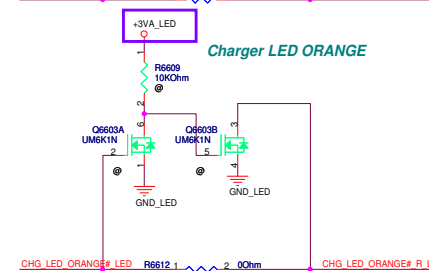 +3VA_LED
Charger LED ORANGE
1
R6609
10KOhm
@
2
6
3
Q6603A
UM6K1N
Q6603B
UM6K1N
2
5
1
4
@
@
GND_LED
GND_LED
CHG_LED_ORANGE#_LED
R6612
1
2
0Ohm
CHG_LED_ORANGE#_R_L